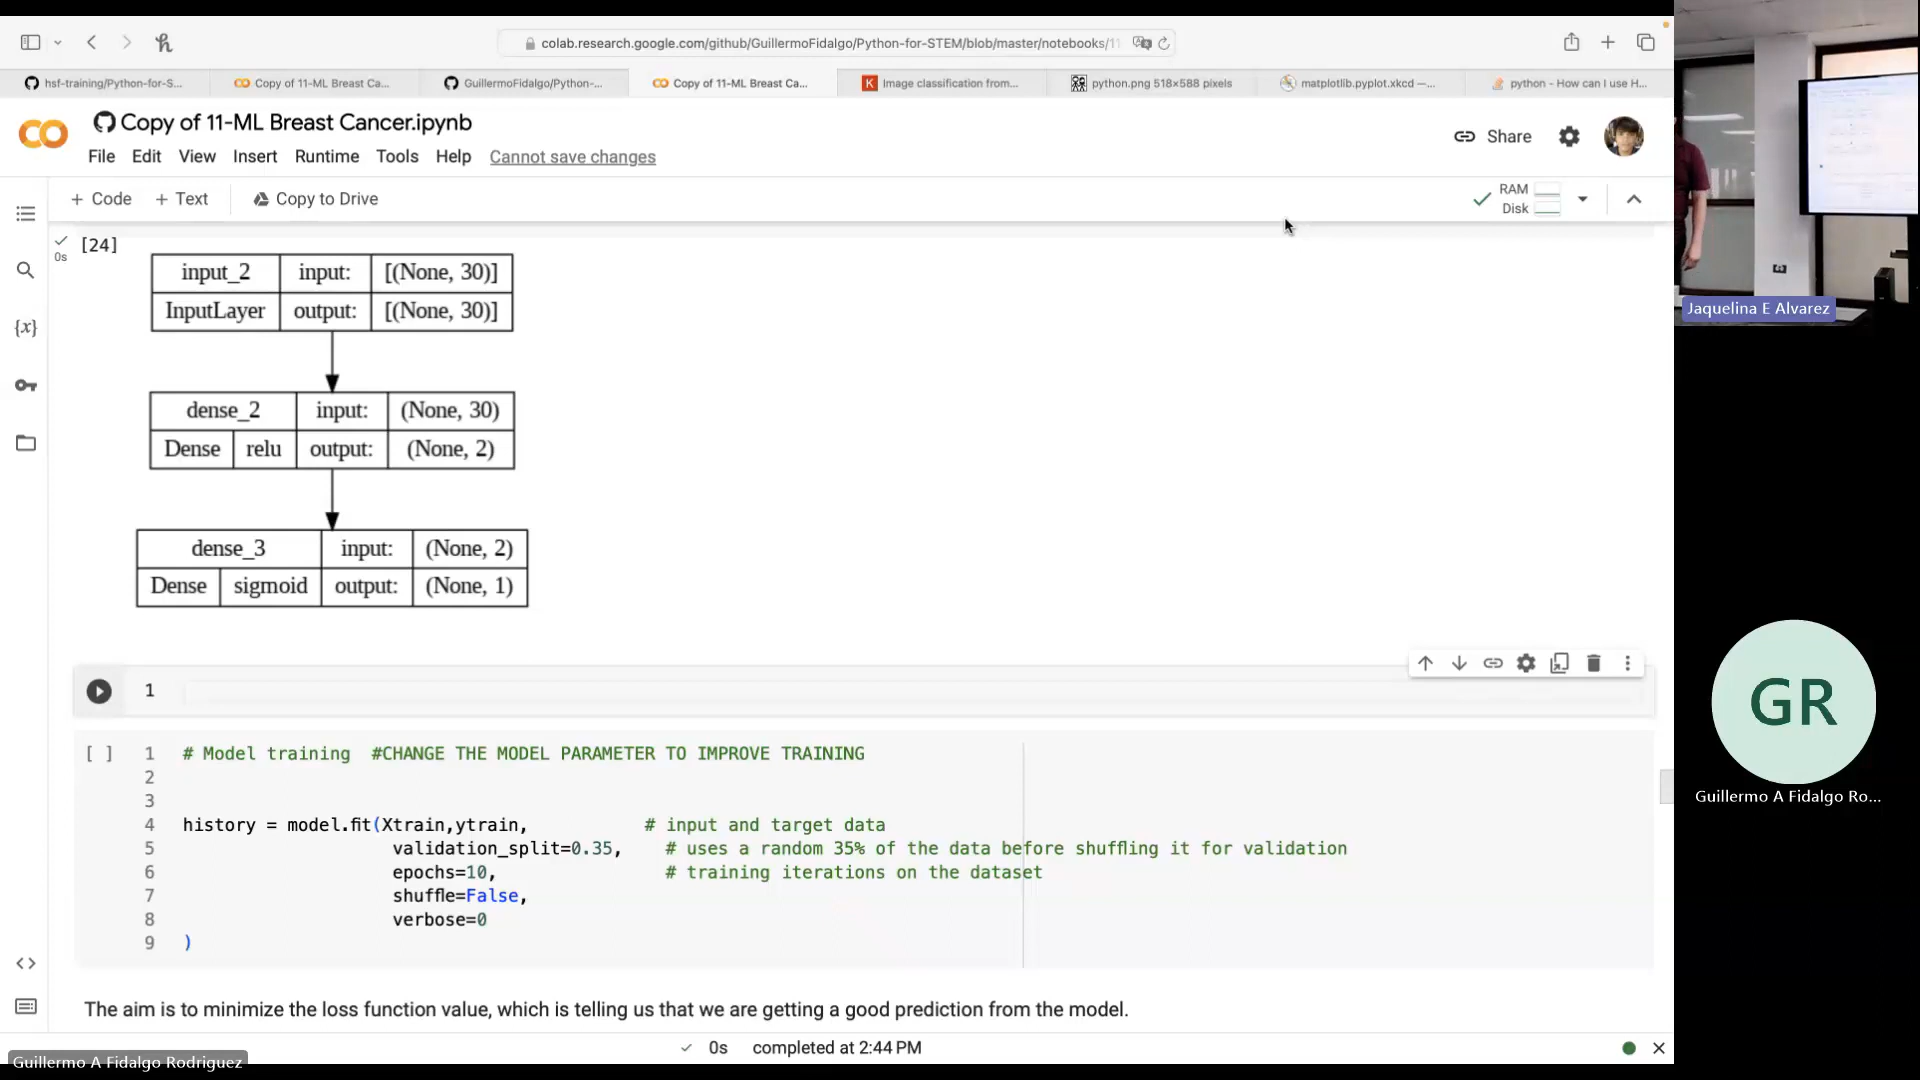 colab.research.google.com/github/GuillermoFidalgo/Python-for-STEM/blob/master/notebooks/11
hsf-training/Python-for-S...
Copy of 11-ML Breast Ca...
GuillermoFidalgo/Python-...
Copy of 11-ML Breast Ca...
Image classification from...
python.png 518×588 pixels
matplotlib.pyplot.xkcd —...
python - How can I use H...
Copy of 11-ML Breast Cancer.ipynb
Share
File Edit View Insert Runtime Tools Help Cannot save changes
+ Code + Text Copy to Drive
RAM
Disk
[24]
0s
input_2 input: [(None, 30)]
InputLayer output: [(None, 30)]
dense_2 input: (None, 30)
Dense relu output: (None, 2)
dense_3 input: (None, 2)
Dense sigmoid output: (None, 1)
1
[ ] 1 # Model training #CHANGE THE MODEL PARAMETER TO IMPROVE TRAINING
2
3
4 history = model.fit(Xtrain,ytrain, # input and target data
5 validation_split=0.35, # uses a random 35% of the data before shuffling it for validation
6 epochs=10, # training iterations on the dataset
7 shuffle=False,
8 verbose=0
9 )
The aim is to minimize the loss function value, which is telling us that we are getting a good prediction from the model.
0s completed at 2:44 PM
Guillermo A Fidalgo Rodriguez
Jaquelina E Alvarez
GR
Guillermo A Fidalgo Ro...